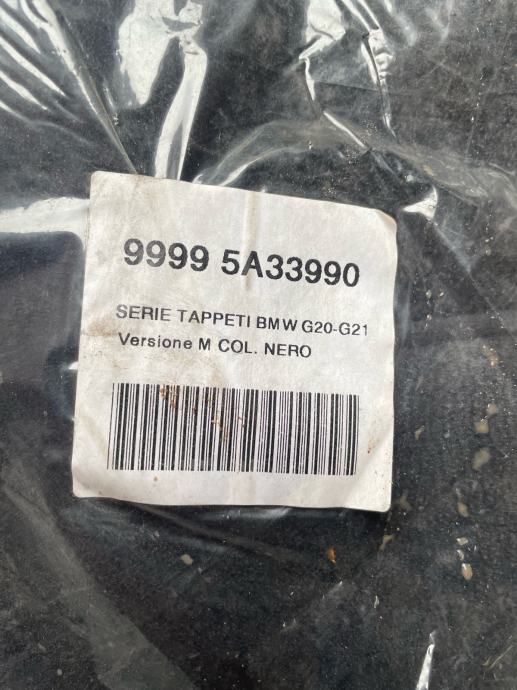 9999 5A33990
SERIE TAPPETI BMW G20-G21
Versione M COL. NERO